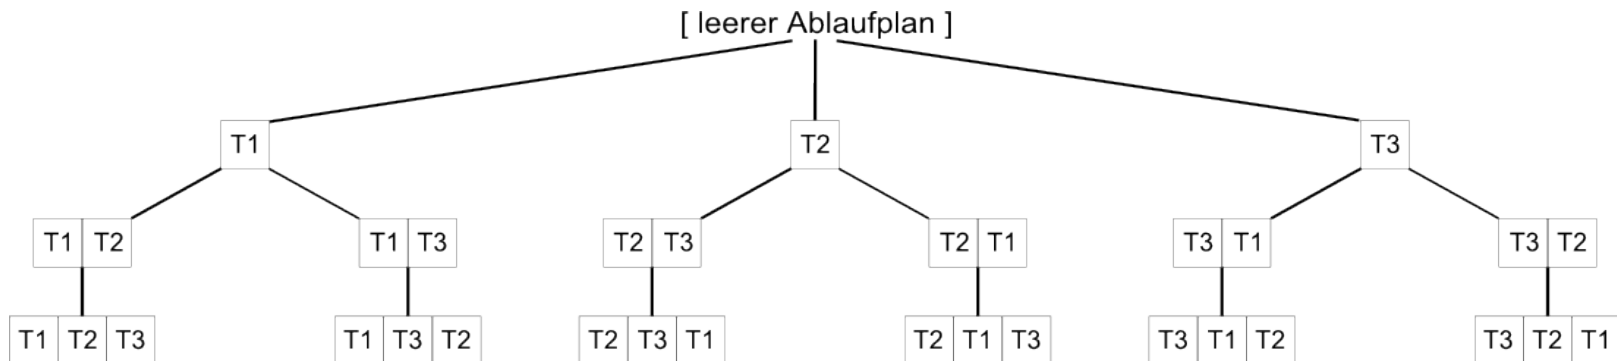 [ leerer Ablaufplan ]
T1 T2 T3
T1 T2 T1 T3 T2 T3 T2 T1 T3 T1 T3 T2
T1 T2 T3 T1 T3 T2 T2 T3 T1 T2 T1 T3 T3 T1 T2 T3 T2 T1